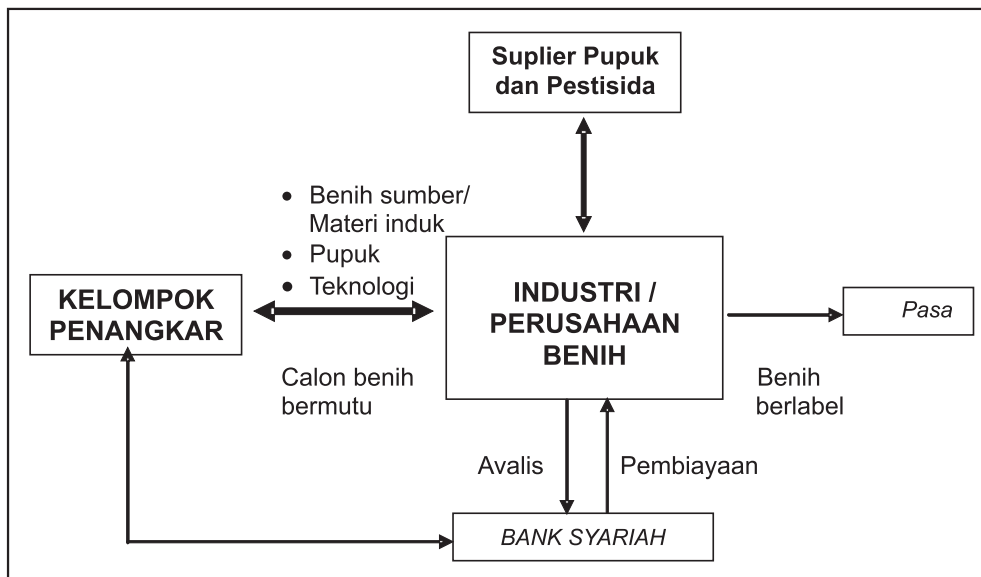 Suplier Pupuk
dan Pestisida
• Benih sumber/
Materi induk
• Pupuk
• Teknologi
KELOMPOK
PENANGKAR
INDUSTRI /
PERUSAHAAN
BENIH
Pasa
Calon benih
bermutu
Benih
berlabel
Avalis
Pembiayaan
BANK SYARIAH